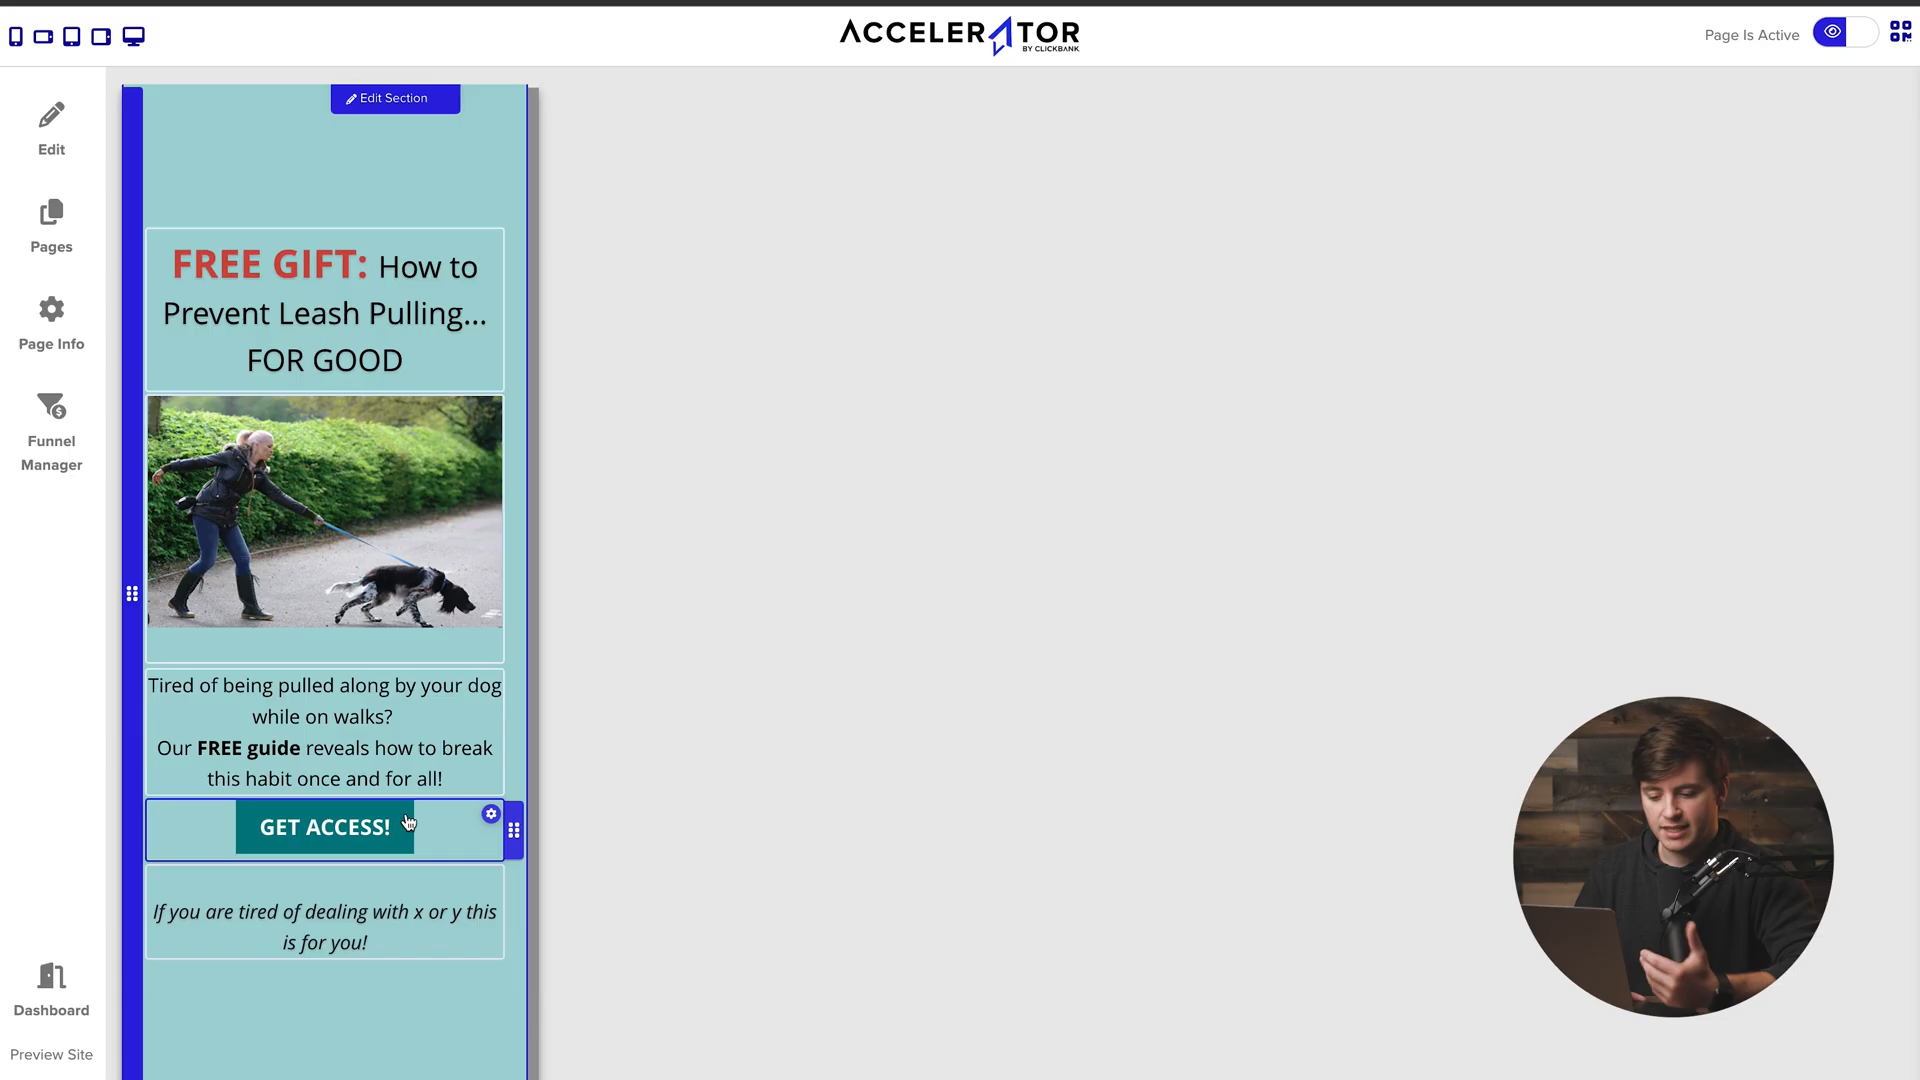 ACCELERATOR
BY CLICKBANK
Page Is Active
Edit Section
Edit
Pages
Page Info
Funnel
Manager
Dashboard
Preview Site
FREE GIFT: How to
Prevent Leash Pulling...
FOR GOOD
Tired of being pulled along by your dog
while on walks?
Our FREE guide reveals how to break
this habit once and for all!
GET ACCESS!
If you are tired of dealing with x or y this
is for you!